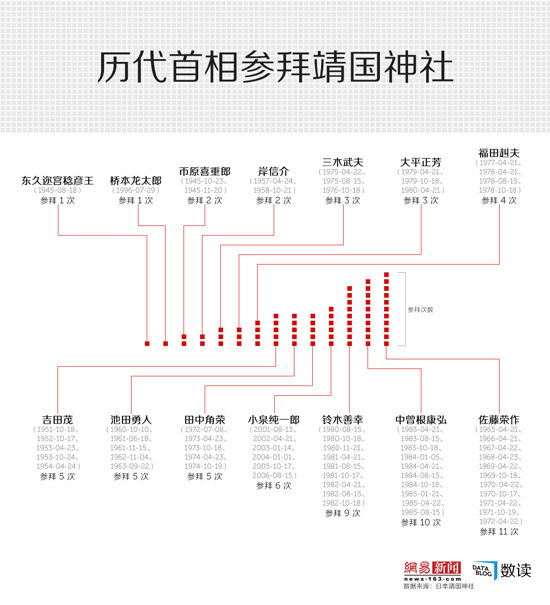 历代首相参拜靖国神社
东久迩宫稔彦王
(1945-08-18)
参拜 1 次
桥本龙太郎
(1996-07-29)
参拜 1 次
币原喜重郎
(1945-10-23、
1945-11-20)
参拜 2 次
岸信介
(1957-04-24、
1958-10-21)
参拜 2 次
三木武夫
(1975-04-22、
1975-08-15、
1976-10-18)
参拜 3 次
大平正芳
(1979-04-21、
1979-10-18、
1980-04-21)
参拜 3 次
福田赳夫
(1977-04-21、
1978-04-21、
1978-08-15、
1978-10-18)
参拜 4 次
参拜次数
吉田茂
(1951-10-18、
1952-10-17、
1953-04-23、
1953-10-24、
1954-04-24)
参拜 5 次
池田勇人
(1960-10-10、
1961-06-18、
1961-11-15、
1962-11-04、
1963-09-22)
参拜 5 次
田中角荣
(1972-07-08、
1973-04-23、
1973-10-18、
1974-04-23、
1974-10-19)
参拜 5 次
小泉纯一郎
(2001-08-13、
2002-04-21、
2003-01-14、
2004-01-01、
2005-10-17、
2006-08-15)
参拜 6 次
铃木善幸
(1980-08-15、
1980-10-18、
1980-11-21、
1981-04-21、
1981-08-15、
1981-10-17、
1982-04-21、
1982-08-15、
1982-10-18)
参拜 9 次
中曾根康弘
(1983-04-21、
1983-08-15、
1983-10-18、
1984-01-05、
1984-04-21、
1984-08-15、
1984-10-18、
1985-01-21、
1985-04-22、
1985-08-15)
参拜 10 次
佐藤荣作
(1965-04-21、
1966-04-21、
1967-04-22、
1968-04-23、
1969-04-22、
1969-10-18、
1970-04-22、
1970-10-17、
1971-04-22、
1971-10-19、
1972-04-22)
参拜 11 次
網易 新闻
news·163·com
DATA BLOG 数读
数据来源：日本靖国神社